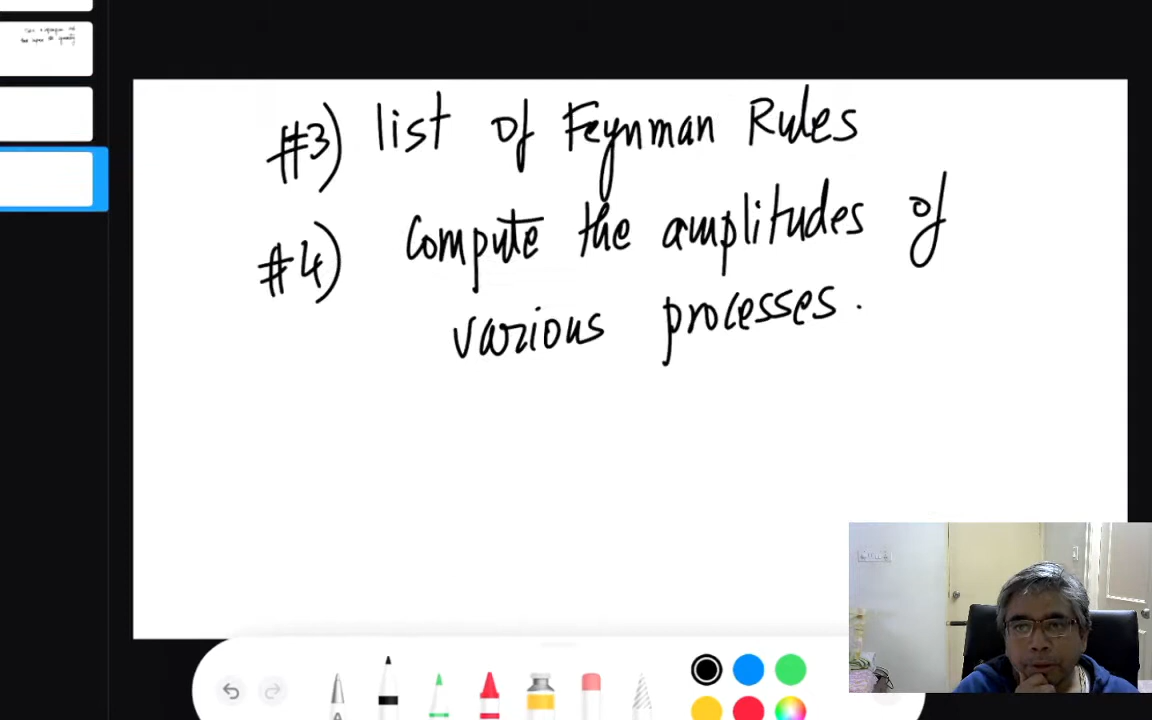 #3) list of Feynman Rules
#4) Compute the amplitudes of
various processes.